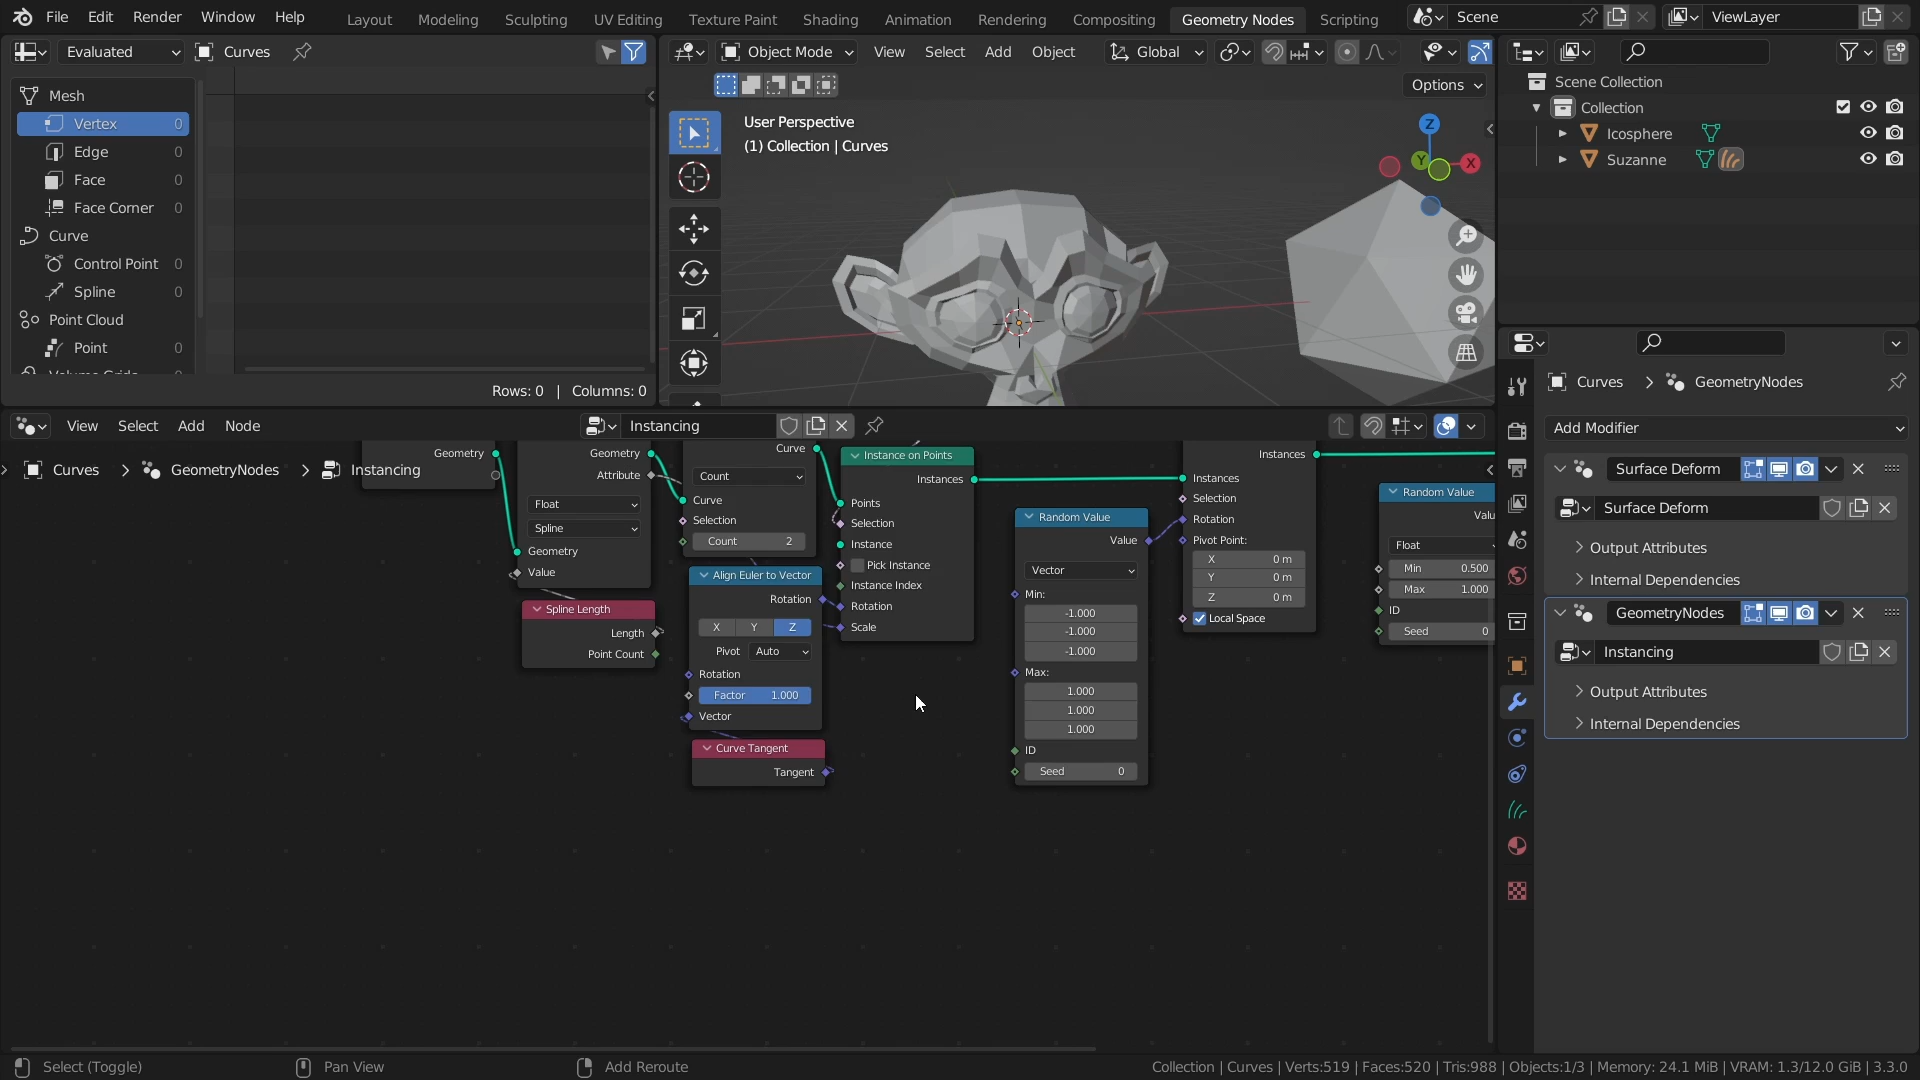 File Edit Render Window Help Layout Modeling Sculpting UV Editing Texture Paint Shading Animation Rendering Compositing Geometry Nodes Scripting Scene ViewLayer
Evaluated Curves
Mesh
Vertex 0
Edge 0
Face 0
Face Corner 0
Curve
Control Point 0
Spline 0
Point Cloud
Point 0
Rows: 0 | Columns: 0
Object Mode View Select Add Object Global
Options
User Perspective
(1) Collection | Curves
Z
Y
X
Scene Collection
Collection
Icosphere
Suzanne
View Select Add Node Instancing
Curves > GeometryNodes > Instancing
Geometry
Geometry
Attribute
Float
Spline
Geometry
Value
Spline Length
Length
Point Count
Curve
Count
Curve
Selection
Count 2
Align Euler to Vector
Rotation
X Y Z
Pivot Auto
Rotation
Factor 1.000
Vector
Curve Tangent
Tangent
Instance on Points
Instances
Points
Selection
Instance
Pick Instance
Instance Index
Rotation
Scale
Random Value
Value
Vector
Min:
-1.000
-1.000
-1.000
Max:
1.000
1.000
1.000
ID
Seed 0
Instances
Instances
Selection
Rotation
Pivot Point:
X 0 m
Y 0 m
Z 0 m
Local Space
Random Value
Float
Min 0.500
Max 1.000
ID
Seed 0
Curves > GeometryNodes
Add Modifier
Surface Deform
Surface Deform
Output Attributes
Internal Dependencies
GeometryNodes
Instancing
Output Attributes
Internal Dependencies
Select (Toggle) Pan View Add Reroute Collection | Curves | Verts:519 | Faces:520 | Tris:988 | Objects:1/3 | Memory: 24.1 MiB | VRAM: 1.3/12.0 GiB | 3.3.0